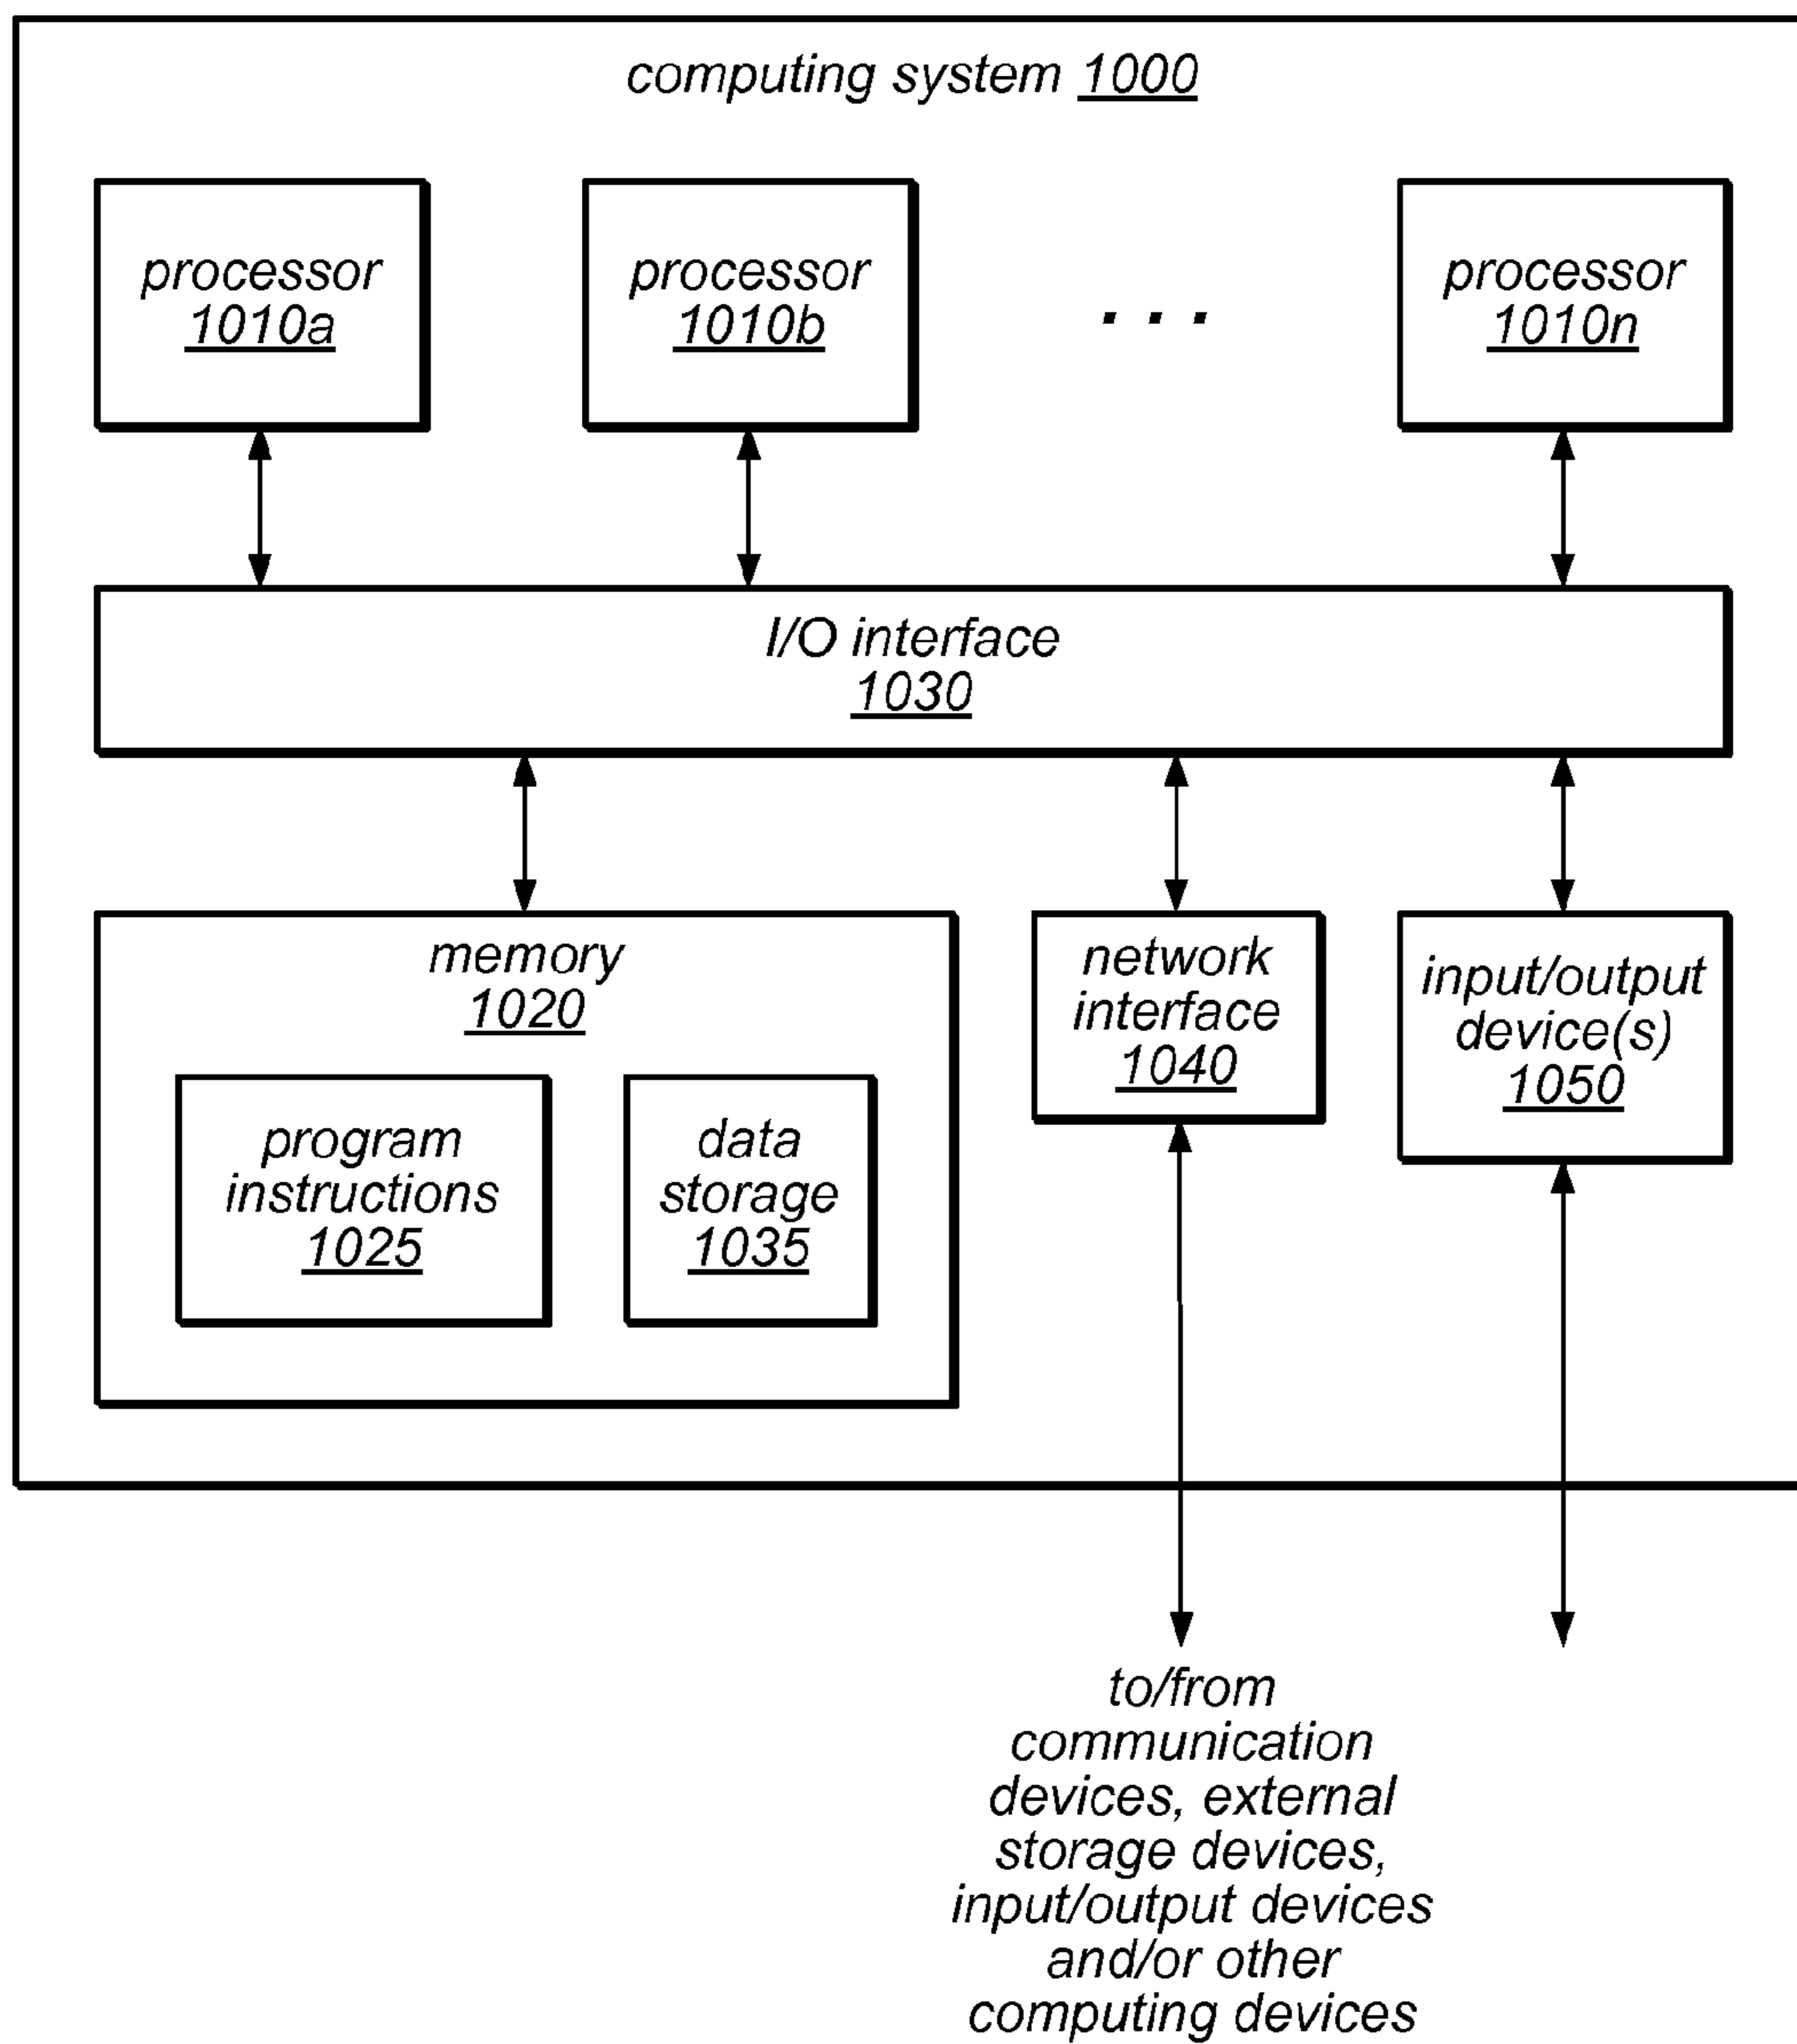 computing system 1000
processor
1010a
processor
1010b
. . .
processor
1010n
I/O interface
1030
memory
1020
program
instructions
1025
data
storage
1035
network
interface
1040
input/output
device(s)
1050
to/from
communication
devices, external
storage devices,
input/output devices
and/or other
computing devices